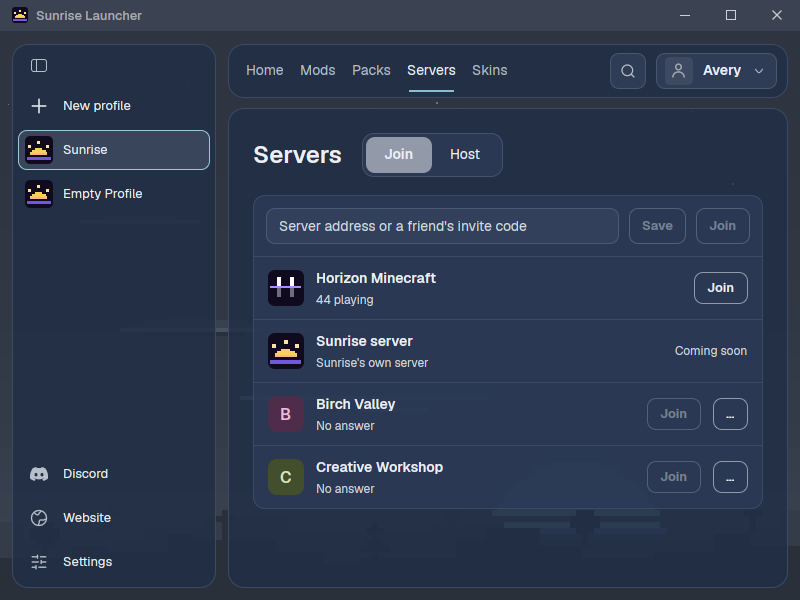 Sunrise Launcher
New profile
Sunrise
Empty Profile
Discord
Website
Settings
Home Mods Packs Servers Skins
Avery
Servers
Join Host
Server address or a friend's invite code Save Join
H Horizon Minecraft
44 playing
Join
Sunrise server
Sunrise's own server
Coming soon
B Birch Valley
No answer
Join ...
C Creative Workshop
No answer
Join ...